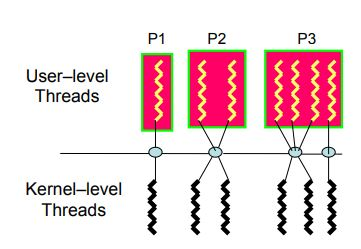 P1 P2 P3
User–level
Threads
Kernel–level
Threads